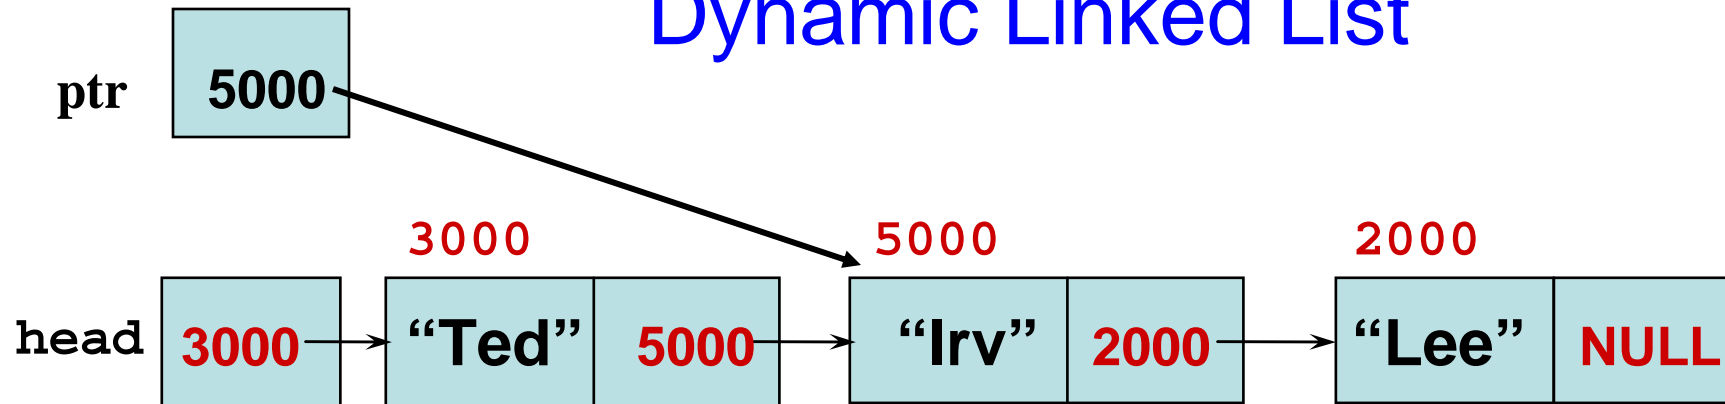 Dynamic Linked List
ptr 5000
3000 5000 2000
head 3000 “Ted” 5000 “Irv” 2000 “Lee” NULL